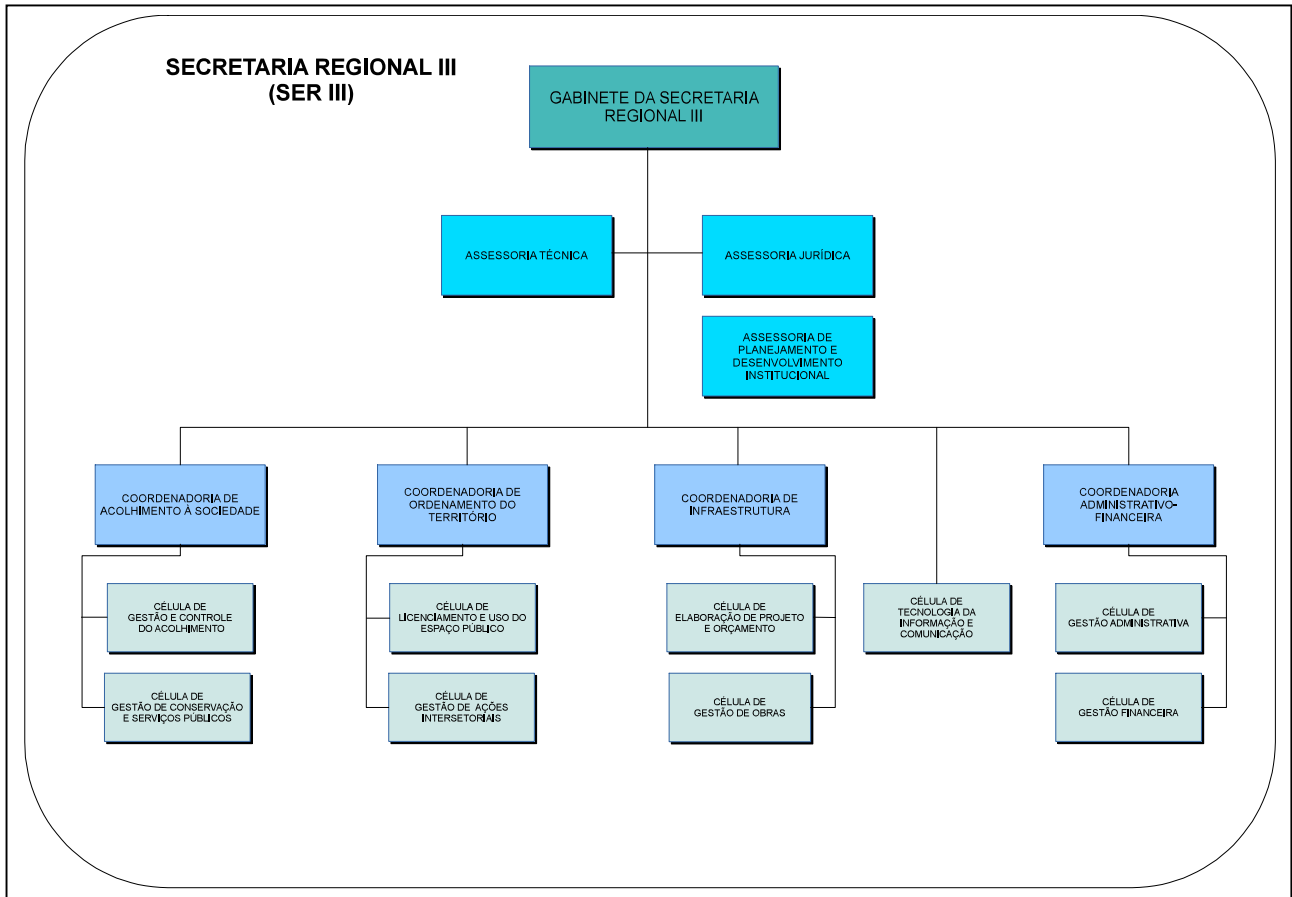 SECRETARIA REGIONAL III
(SER III)
GABINETE DA SECRETARIA
REGIONAL III
ASSESSORIA TÉCNICA
ASSESSORIA JURÍDICA
ASSESSORIA DE
PLANEJAMENTO E
DESENVOLVIMENTO
INSTITUCIONAL
COORDENADORIA DE
ACOLHIMENTO À SOCIEDADE
COORDENADORIA DE
ORDENAMENTO DO
TERRITÓRIO
COORDENADORIA DE
INFRAESTRUTURA
COORDENADORIA
ADMINISTRATIVO-
FINANCEIRA
CÉLULA DE
GESTÃO E CONTROLE
DO ACOLHIMENTO
CÉLULA DE
LICENCIAMENTO E USO DO
ESPAÇO PÚBLICO
CÉLULA DE
ELABORAÇÃO DE PROJETO
E ORÇAMENTO
CÉLULA DE
TECNOLOGIA DA
INFORMAÇÃO E
COMUNICAÇÃO
CÉLULA DE
GESTÃO ADMINISTRATIVA
CÉLULA DE
GESTÃO DE CONSERVAÇÃO
E SERVIÇOS PÚBLICOS
CÉLULA DE
GESTÃO DE AÇÕES
INTERSETORIAIS
CÉLULA DE
GESTÃO DE OBRAS
CÉLULA DE
GESTÃO FINANCEIRA